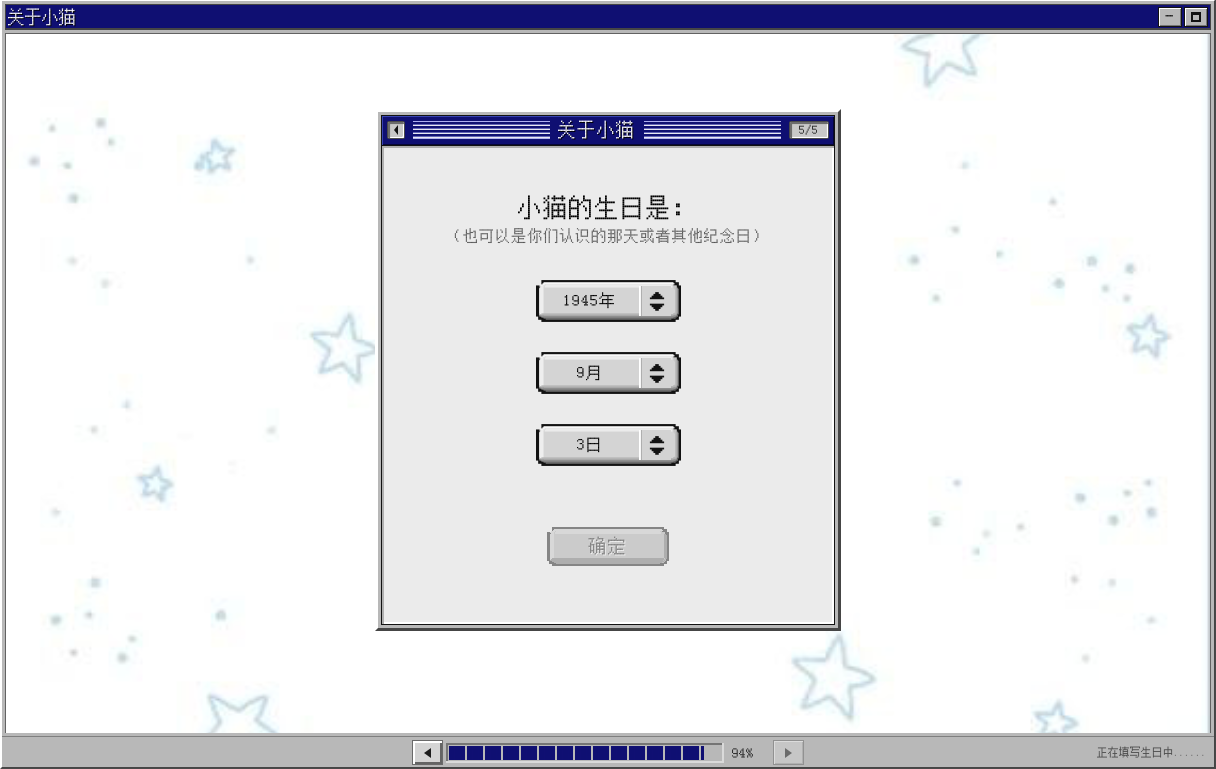 关于小猫
关于小猫
5/5
小猫的生日是：
（也可以是你们认识的那天或者其他纪念日）
1945年
9月
3日
确定
94%
正在填写生日中......